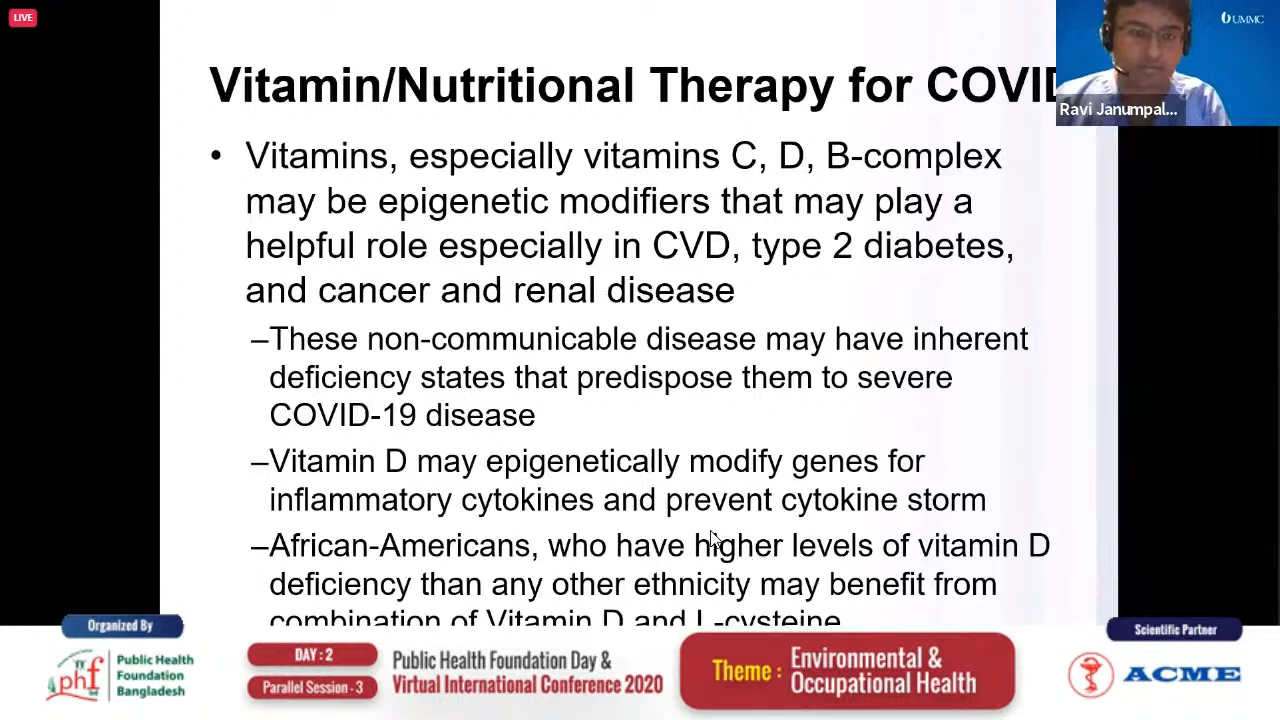 LIVE
UMMC
Vitamin/Nutritional Therapy for COVID
Ravi Janumpal...
• Vitamins, especially vitamins C, D, B-complex
may be epigenetic modifiers that may play a
helpful role especially in CVD, type 2 diabetes,
and cancer and renal disease
–These non-communicable disease may have inherent
deficiency states that predispose them to severe
COVID-19 disease
–Vitamin D may epigenetically modify genes for
inflammatory cytokines and prevent cytokine storm
–African-Americans, who have higher levels of vitamin D
deficiency than any other ethnicity may benefit from
combination of Vitamin D and L-cysteine
Organized By
phf
Public Health
Foundation
Bangladesh
DAY : 2
Parallel Session - 3
Public Health Foundation Day &
Virtual International Conference 2020
Theme :
Environmental &
Occupational Health
Scientific Partner
ACME